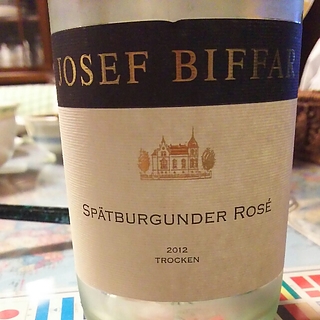 JOSEF BIFFAR
SPÄTBURGUNDER ROSÉ
2012
TROCKEN